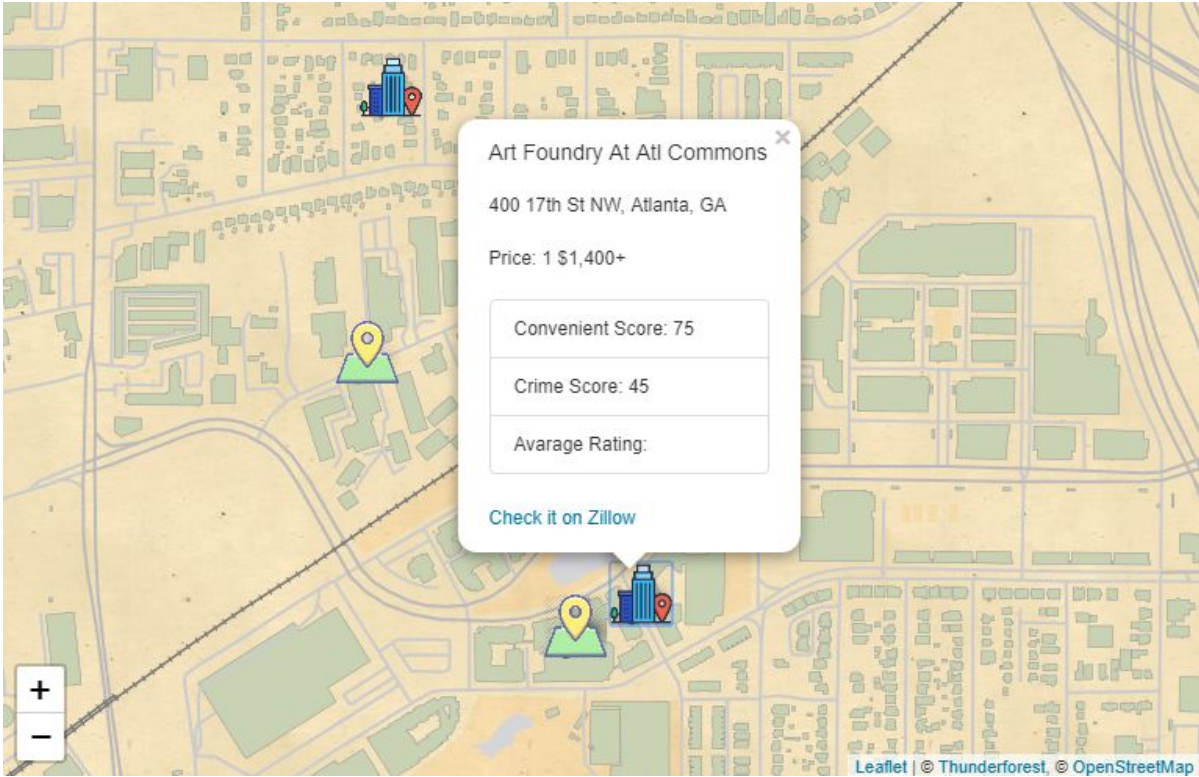 Art Foundry At Atl Commons ×
400 17th St NW, Atlanta, GA
Price: 1 $1,400+
Convenient Score: 75
Crime Score: 45
Avarage Rating:
Check it on Zillow
+
−
Leaflet | © Thunderforest, © OpenStreetMap